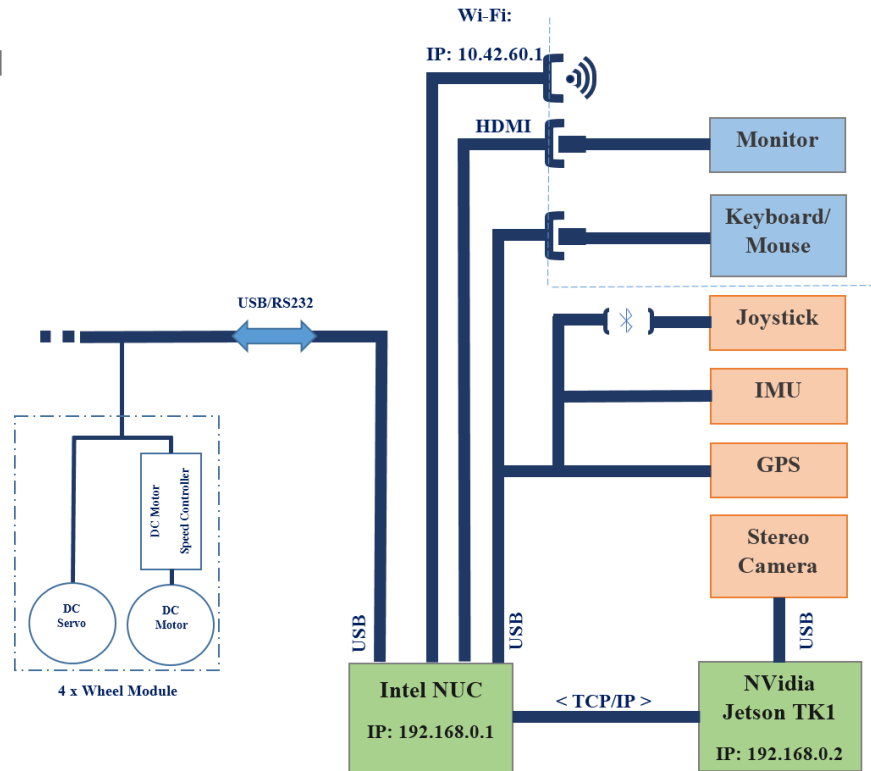 Wi-Fi:
IP: 10.42.60.1
HDMI
Monitor
Keyboard/
Mouse
USB/RS232
Joystick
IMU
GPS
DC Motor
Speed Controller
Stereo
Camera
DC
Servo
DC
Motor
USB
USB
USB
4 x Wheel Module
Intel NUC
IP: 192.168.0.1
< TCP/IP >
NVidia
Jetson TK1
IP: 192.168.0.2